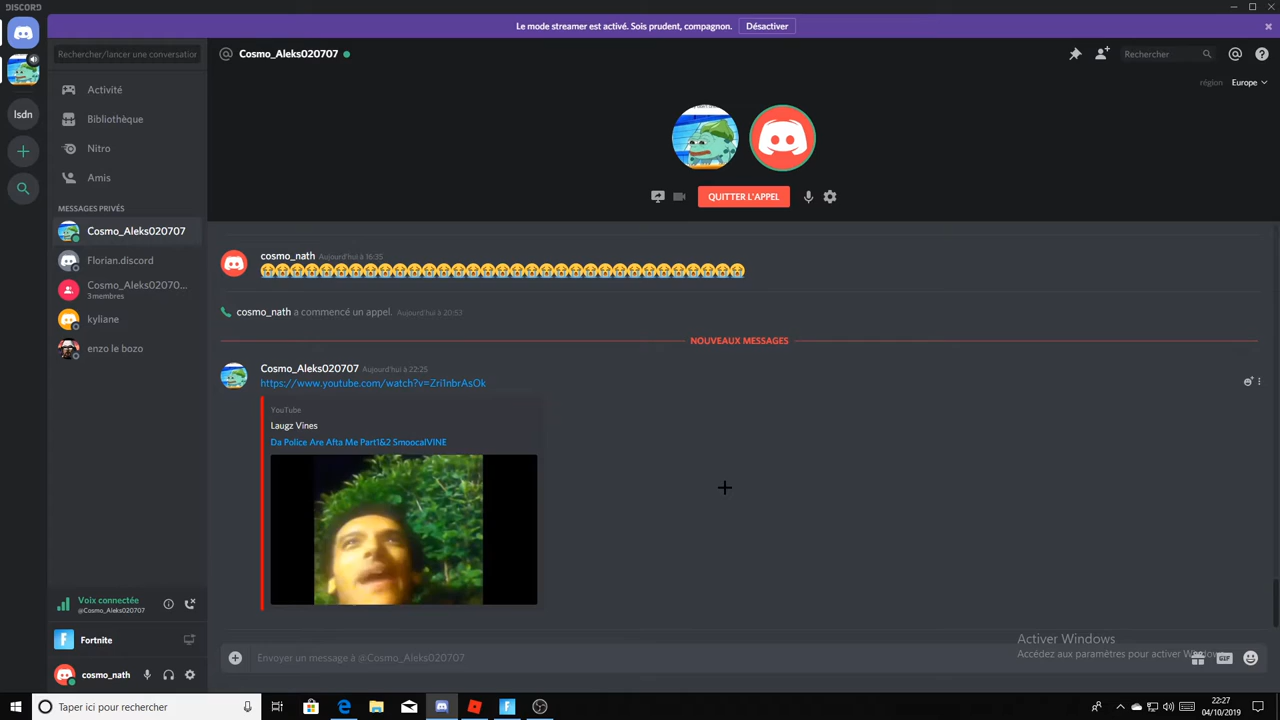 DISCORD
Le mode streamer est activé. Sois prudent, compagnon.
Désactiver
Rechercher/lancer une conversation
Cosmo_Aleks020707
Rechercher
région
Europe
Activité
Bibliothèque
lsdn
Nitro
Amis
QUITTER L'APPEL
MESSAGES PRIVÉS
Cosmo_Aleks020707
Florian.discord
Cosmo_Aleks02070...
3 membres
kyliane
enzo le bozo
cosmo_nath Aujourd'hui à 16:35
cosmo_nath a commencé un appel. Aujourd'hui à 20:53
NOUVEAUX MESSAGES
Cosmo_Aleks020707 Aujourd'hui à 22:25
https://www.youtube.com/watch?v=Zri1nbrAsOk
YouTube
Laugz Vines
Da Police Are Afta Me Part1&2 SmoocalVINE
Voix connectée
@Cosmo_Aleks020707
Fortnite
cosmo_nath
Envoyer un message à @Cosmo_Aleks020707
GIF
Activer Windows
Accédez aux paramètres pour activer Windows.
Taper ici pour rechercher
22:27
04/10/2019